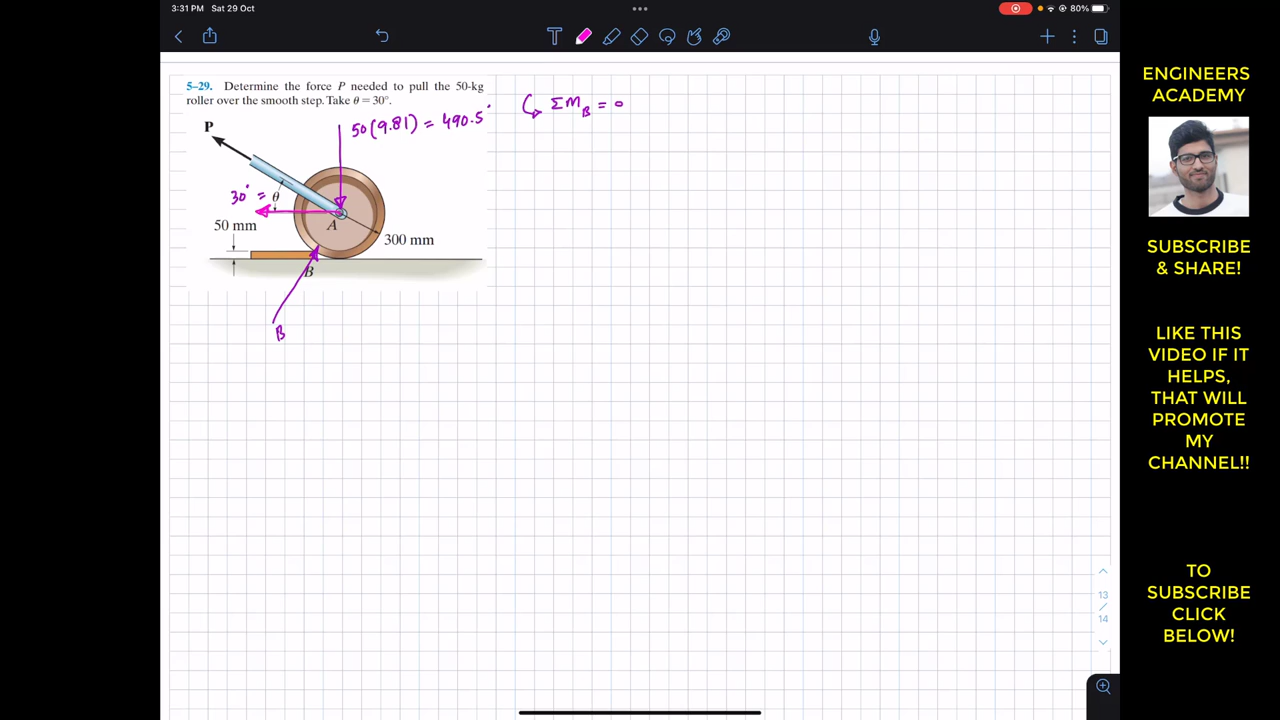 3:31 PM Sat 29 Oct
80%
5–29. Determine the force P needed to pull the 50-kg
roller over the smooth step. Take θ = 30°.
ΣM_B = 0
50(9.81) = 490.5
P
30° = θ
A
50 mm
300 mm
B
B
13
/
14
ENGINEERS
ACADEMY
SUBSCRIBE
& SHARE!
LIKE THIS
VIDEO IF IT
HELPS,
THAT WILL
PROMOTE
MY
CHANNEL!!
TO
SUBSCRIBE
CLICK
BELOW!